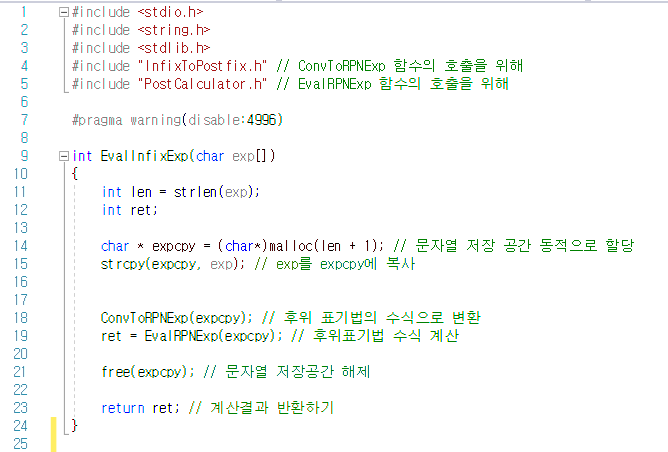 1 #include <stdio.h>
2 #include <string.h>
3 #include <stdlib.h>
4 #include "InfixToPostfix.h" // ConvToRPNExp 함수의 호출을 위해
5 #include "PostCalculator.h" // EvalRPNExp 함수의 호출을 위해
6
7 #pragma warning(disable:4996)
8
9 int EvalInfixExp(char exp[])
10 {
11 int len = strlen(exp);
12 int ret;
13
14 char * expcpy = (char*)malloc(len + 1); // 문자열 저장 공간 동적으로 할당
15 strcpy(expcpy, exp); // exp를 expcpy에 복사
16
17
18 ConvToRPNExp(expcpy); // 후위 표기법의 수식으로 변환
19 ret = EvalRPNExp(expcpy); // 후위표기법 수식 계산
20
21 free(expcpy); // 문자열 저장공간 해제
22
23 return ret; // 계산결과 반환하기
24 }
25